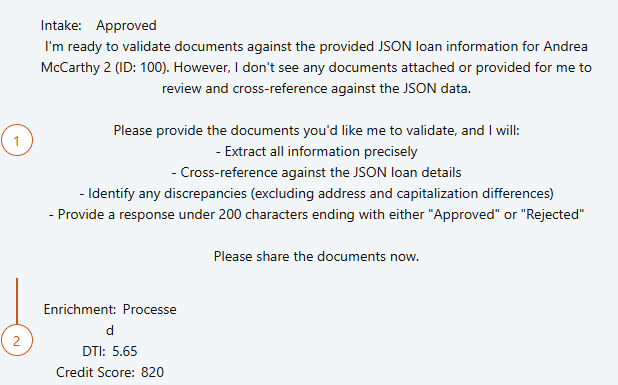 Intake: Approved
I'm ready to validate documents against the provided JSON loan information for Andrea
McCarthy 2 (ID: 100). However, I don't see any documents attached or provided for me to
review and cross-reference against the JSON data.
1
Please provide the documents you'd like me to validate, and I will:
- Extract all information precisely
- Cross-reference against the JSON loan details
- Identify any discrepancies (excluding address and capitalization differences)
- Provide a response under 200 characters ending with either "Approved" or "Rejected"
Please share the documents now.
Enrichment: Processe
d
2
DTI: 5.65
Credit Score: 820